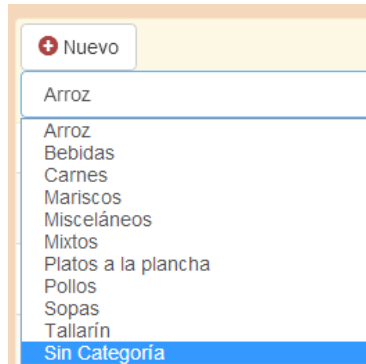 Nuevo
Arroz
Arroz
Bebidas
Carnes
Mariscos
Misceláneos
Mixtos
Platos a la plancha
Pollos
Sopas
Tallarín
Sin Categoría